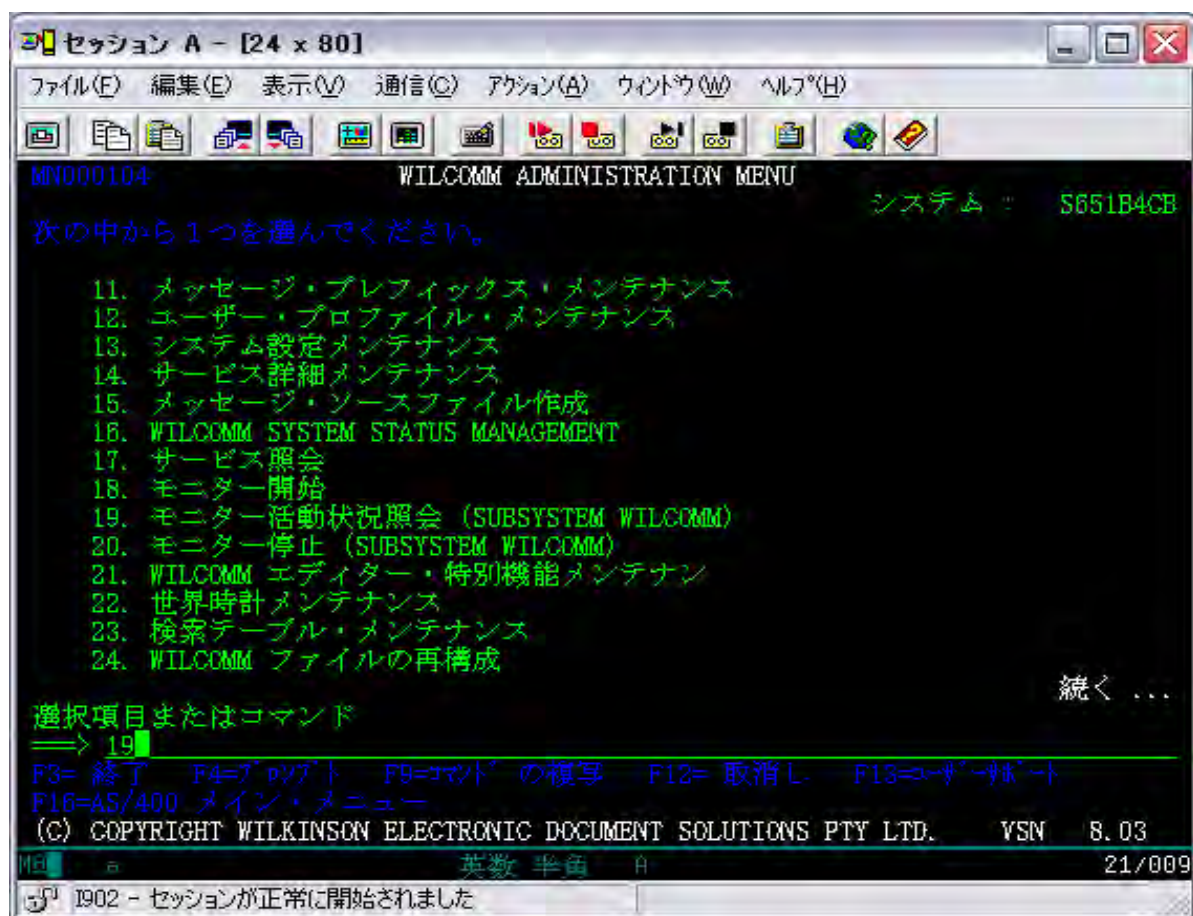 セッション A - [24 x 80]
ファイル(F) 編集(E) 表示(V) 通信(C) アクション(A) ウィンドウ(W) ヘルプ(H)
MN000104 WILCOMM ADMINISTRATION MENU
システム : S651B4CB
次の中から1つを選んでください。
11. メッセージ・プレフィックス・メンテナンス
12. ユーザー・プロファイル・メンテナンス
13. システム設定メンテナンス
14. サービス詳細メンテナンス
15. メッセージ・ソースファイル作成
16. WILCOMM SYSTEM STATUS MANAGEMENT
17. サービス照会
18. モニター開始
19. モニター活動状況照会 (SUBSYSTEM WILCOMM)
20. モニター停止 (SUBSYSTEM WILCOMM)
21. WILCOMM エディター・特別機能メンテナン
22. 世界時計メンテナンス
23. 検索テーブル・メンテナンス
24. WILCOMM ファイルの再構成
続く ...
選択項目またはコマンド
===> 19
F3= 終了 F4=プロンプト F9=コマンド の複写 F12= 取消し F13=ユーザーサポート
F16=AS/400 メイン・メニュー
(C) COPYRIGHT WILKINSON ELECTRONIC DOCUMENT SOLUTIONS PTY LTD. VSN 8.03
英数 半角 A 21/009
I902 - セッションが正常に開始されました